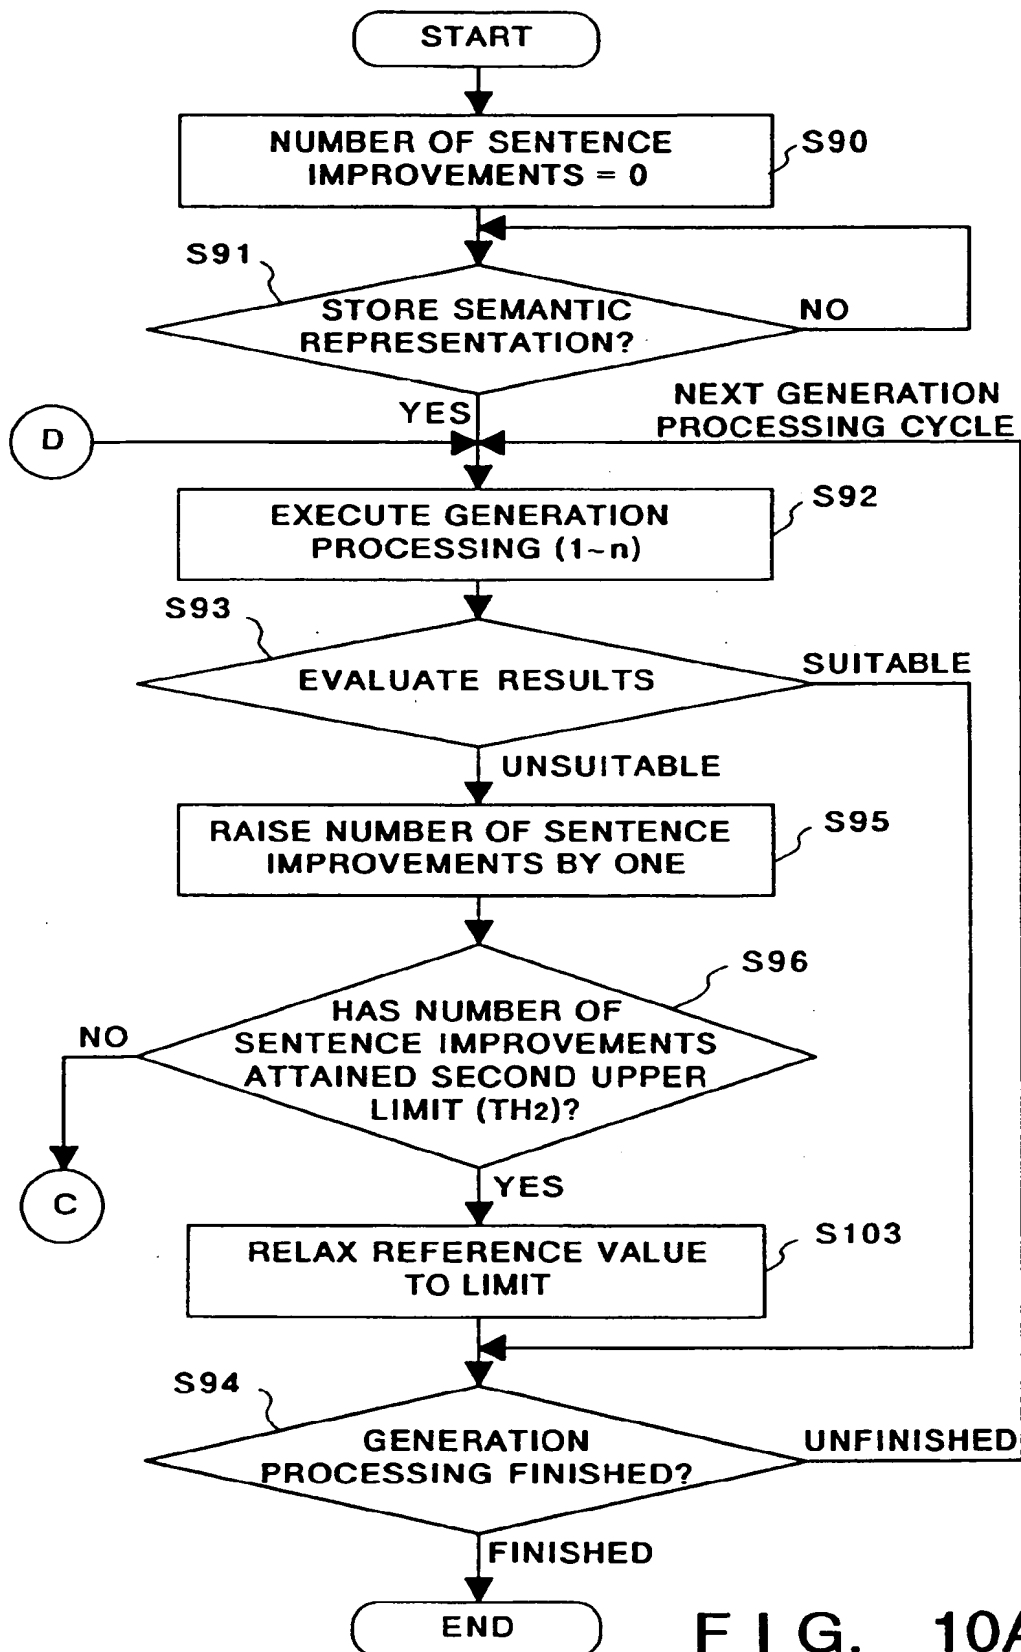 START
NUMBER OF SENTENCE
IMPROVEMENTS = 0
S90
S91
STORE SEMANTIC
REPRESENTATION?
NO
YES
NEXT GENERATION
PROCESSING CYCLE
D
S92
EXECUTE GENERATION
PROCESSING (1~n)
S93
EVALUATE RESULTS
SUITABLE
UNSUITABLE
RAISE NUMBER OF SENTENCE
IMPROVEMENTS BY ONE
S95
S96
HAS NUMBER OF
SENTENCE IMPROVEMENTS
ATTAINED SECOND UPPER
LIMIT (TH2)?
NO
C
YES
RELAX REFERENCE VALUE
TO LIMIT
S103
S94
GENERATION
PROCESSING FINISHED?
UNFINISHED
FINISHED
END
FIG. 10A